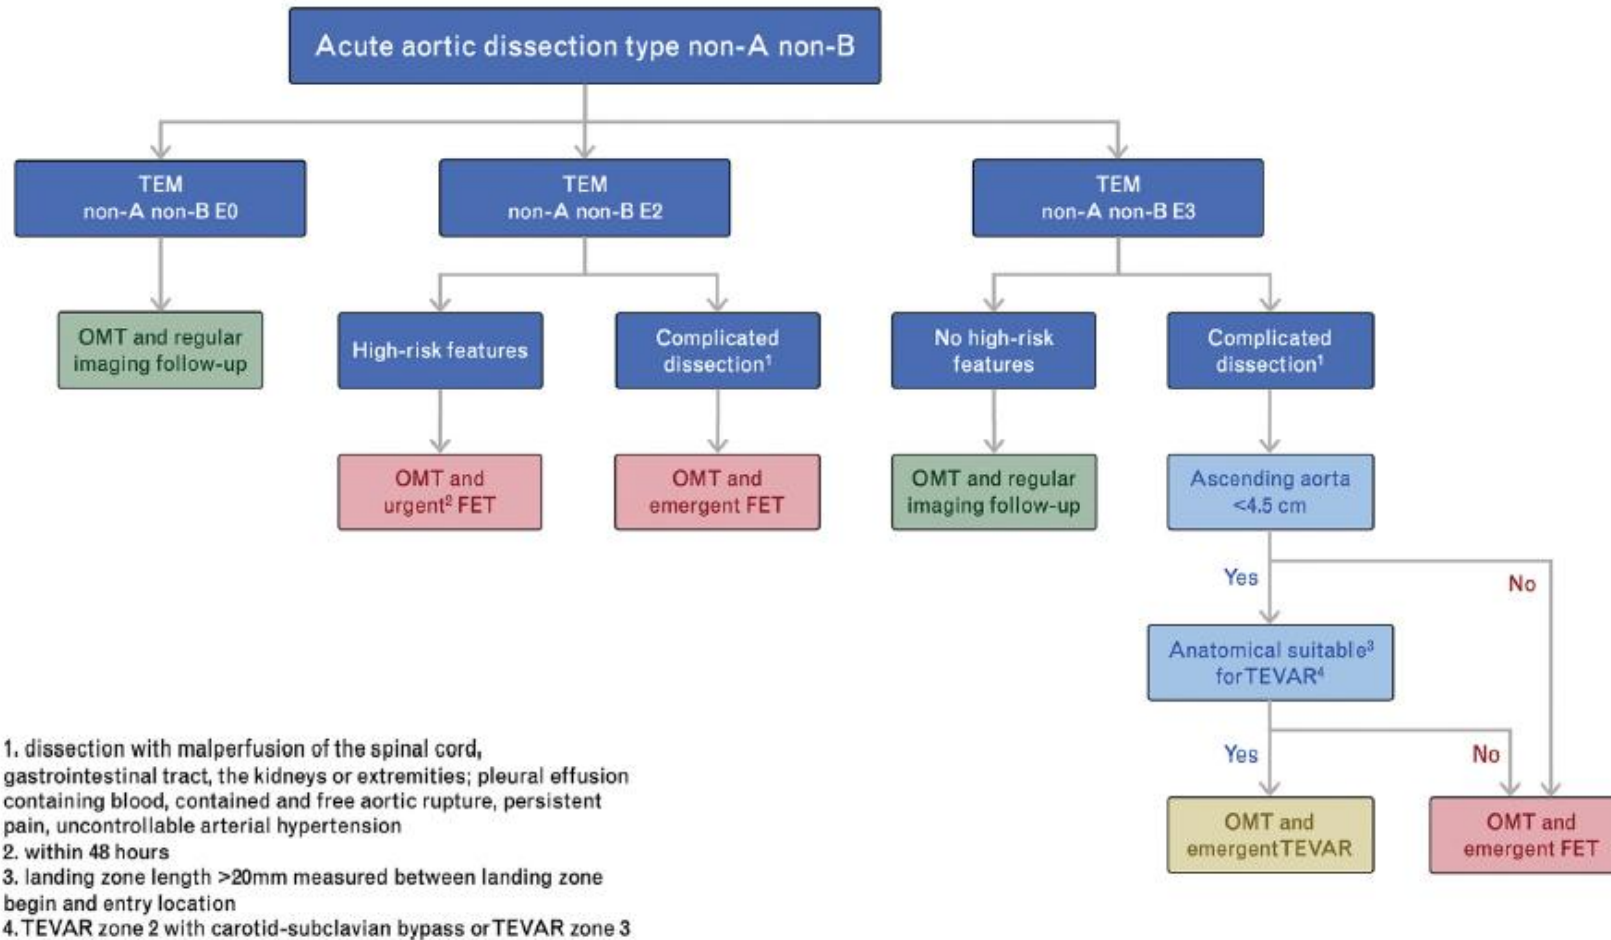 Acute aortic dissection type non-A non-B
TEM
non-A non-B E0
TEM
non-A non-B E2
TEM
non-A non-B E3
OMT and regular
imaging follow-up
High-risk features
Complicated
dissection¹
No high-risk
features
Complicated
dissection¹
OMT and
urgent² FET
OMT and
emergent FET
OMT and regular
imaging follow-up
Ascending aorta
<4.5 cm
Yes
No
Anatomical suitable³
for TEVAR⁴
Yes
No
OMT and
emergent TEVAR
OMT and
emergent FET
1. dissection with malperfusion of the spinal cord,
gastrointestinal tract, the kidneys or extremities; pleural effusion
containing blood, contained and free aortic rupture, persistent
pain, uncontrollable arterial hypertension
2. within 48 hours
3. landing zone length >20mm measured between landing zone
begin and entry location
4. TEVAR zone 2 with carotid-subclavian bypass or TEVAR zone 3